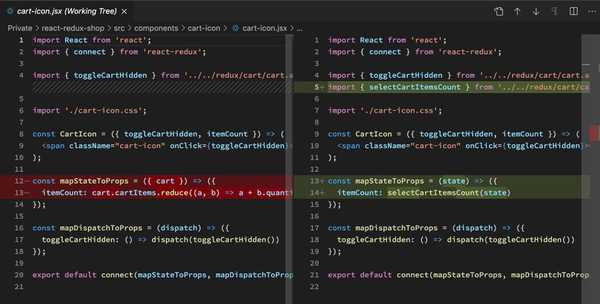 cart-icon.jsx (Working Tree)
Private › react-redux-shop › src › components › cart-icon › cart-icon.jsx › ...
1 import React from 'react';
2 import { connect } from 'react-redux';
3
4 import { toggleCartHidden } from '../../redux/cart/cart.a
5
6 import './cart-icon.css';
7
8 const CartIcon = ({ toggleCartHidden, itemCount }) => (
9 <span className="cart-icon" onClick={toggleCartHidden}
10 );
11
12− const mapStateToProps = ({ cart }) => ({
13− itemCount: cart.cartItems.reduce((a, b) => a + b.quanti
14 });
15
16 const mapDispatchToProps = (dispatch) => ({
17 toggleCartHidden: () => dispatch(toggleCartHidden())
18 });
19
20 export default connect(mapStateToProps, mapDispatchToProp
21
1 import React from 'react';
2 import { connect } from 'react-redux';
3
4 import { toggleCartHidden } from '../../redux/cart/cart.a
5+ import { selectCartItemsCount } from '../../redux/cart/ca
6
7 import './cart-icon.css';
8
9 const CartIcon = ({ toggleCartHidden, itemCount }) => (
10 <span className="cart-icon" onClick={toggleCartHidden}
11 );
12
13+ const mapStateToProps = (state) => ({
14+ itemCount: selectCartItemsCount(state)
15 });
16
17 const mapDispatchToProps = (dispatch) => ({
18 toggleCartHidden: () => dispatch(toggleCartHidden())
19 });
20
21 export default connect(mapStateToProps, mapDispatchToProp
22